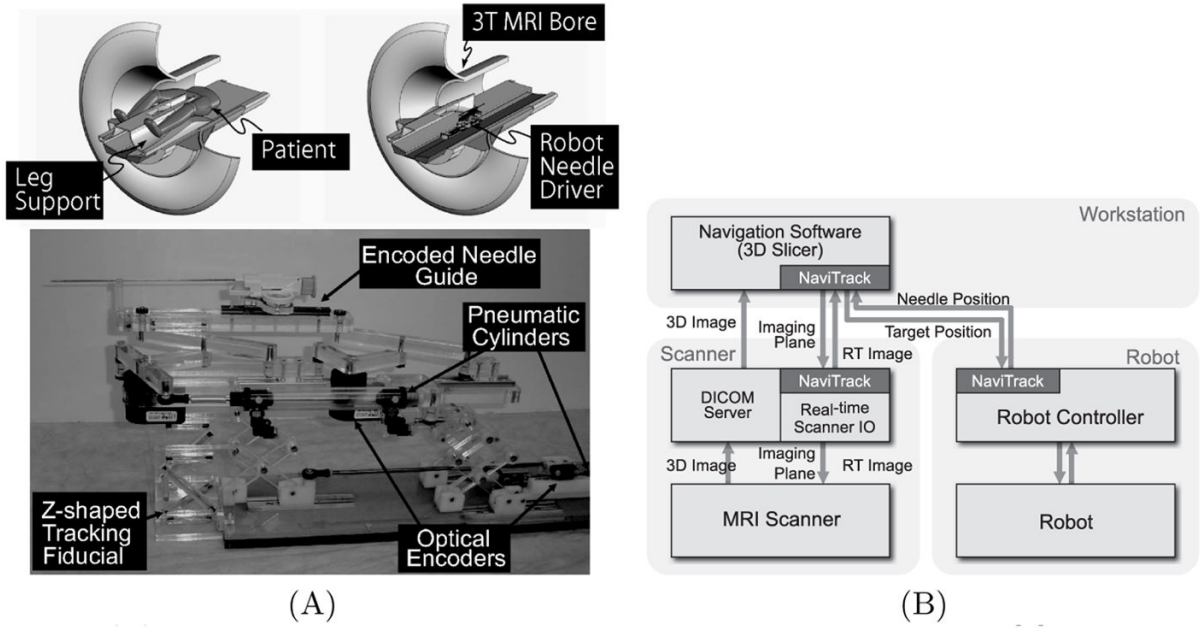 3T MRI Bore
Patient
Leg
Support
Robot
Needle
Driver
Encoded Needle
Guide
Pneumatic
Cylinders
Z-shaped
Tracking
Fiducial
Optical
Encoders
(A)
Workstation
Navigation Software
(3D Slicer)
NaviTrack
3D Image
Imaging
Plane
RT Image
Needle Position
Target Position
Scanner
DICOM
Server
NaviTrack
Real-time
Scanner IO
3D Image
Imaging
Plane
RT Image
MRI Scanner
Robot
NaviTrack
Robot Controller
Robot
(B)